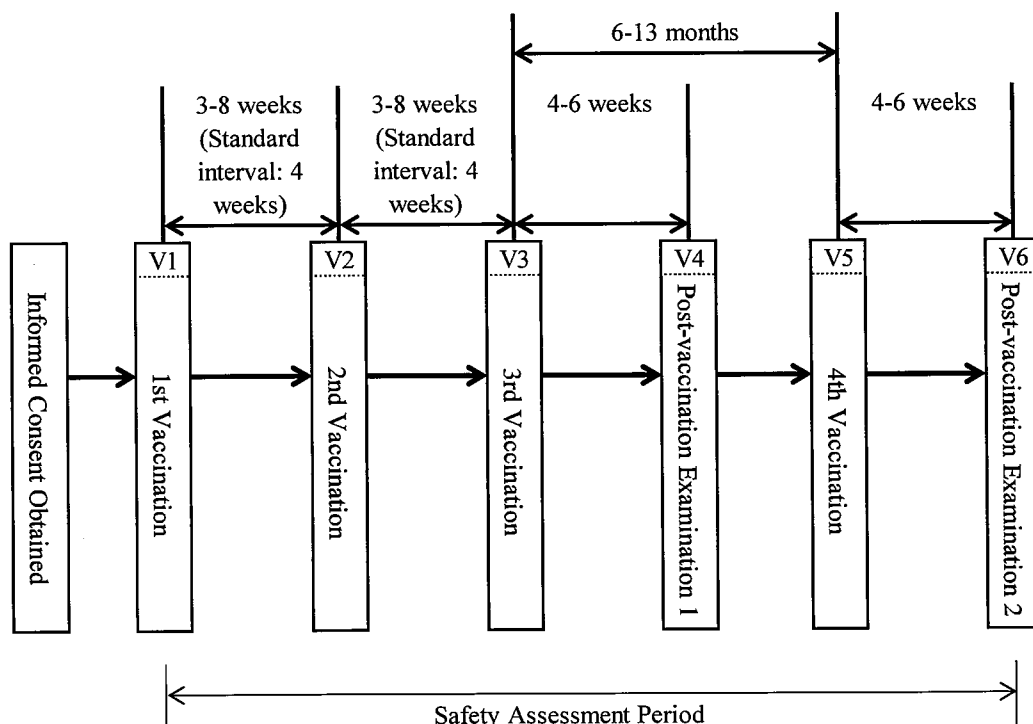 6-13 months
3-8 weeks
(Standard
interval: 4
weeks)
3-8 weeks
(Standard
interval: 4
weeks)
4-6 weeks
4-6 weeks
Informed Consent Obtained
V1
1st Vaccination
V2
2nd Vaccination
V3
3rd Vaccination
V4
Post-vaccination Examination 1
V5
4th Vaccination
V6
Post-vaccination Examination 2
Safety Assessment Period